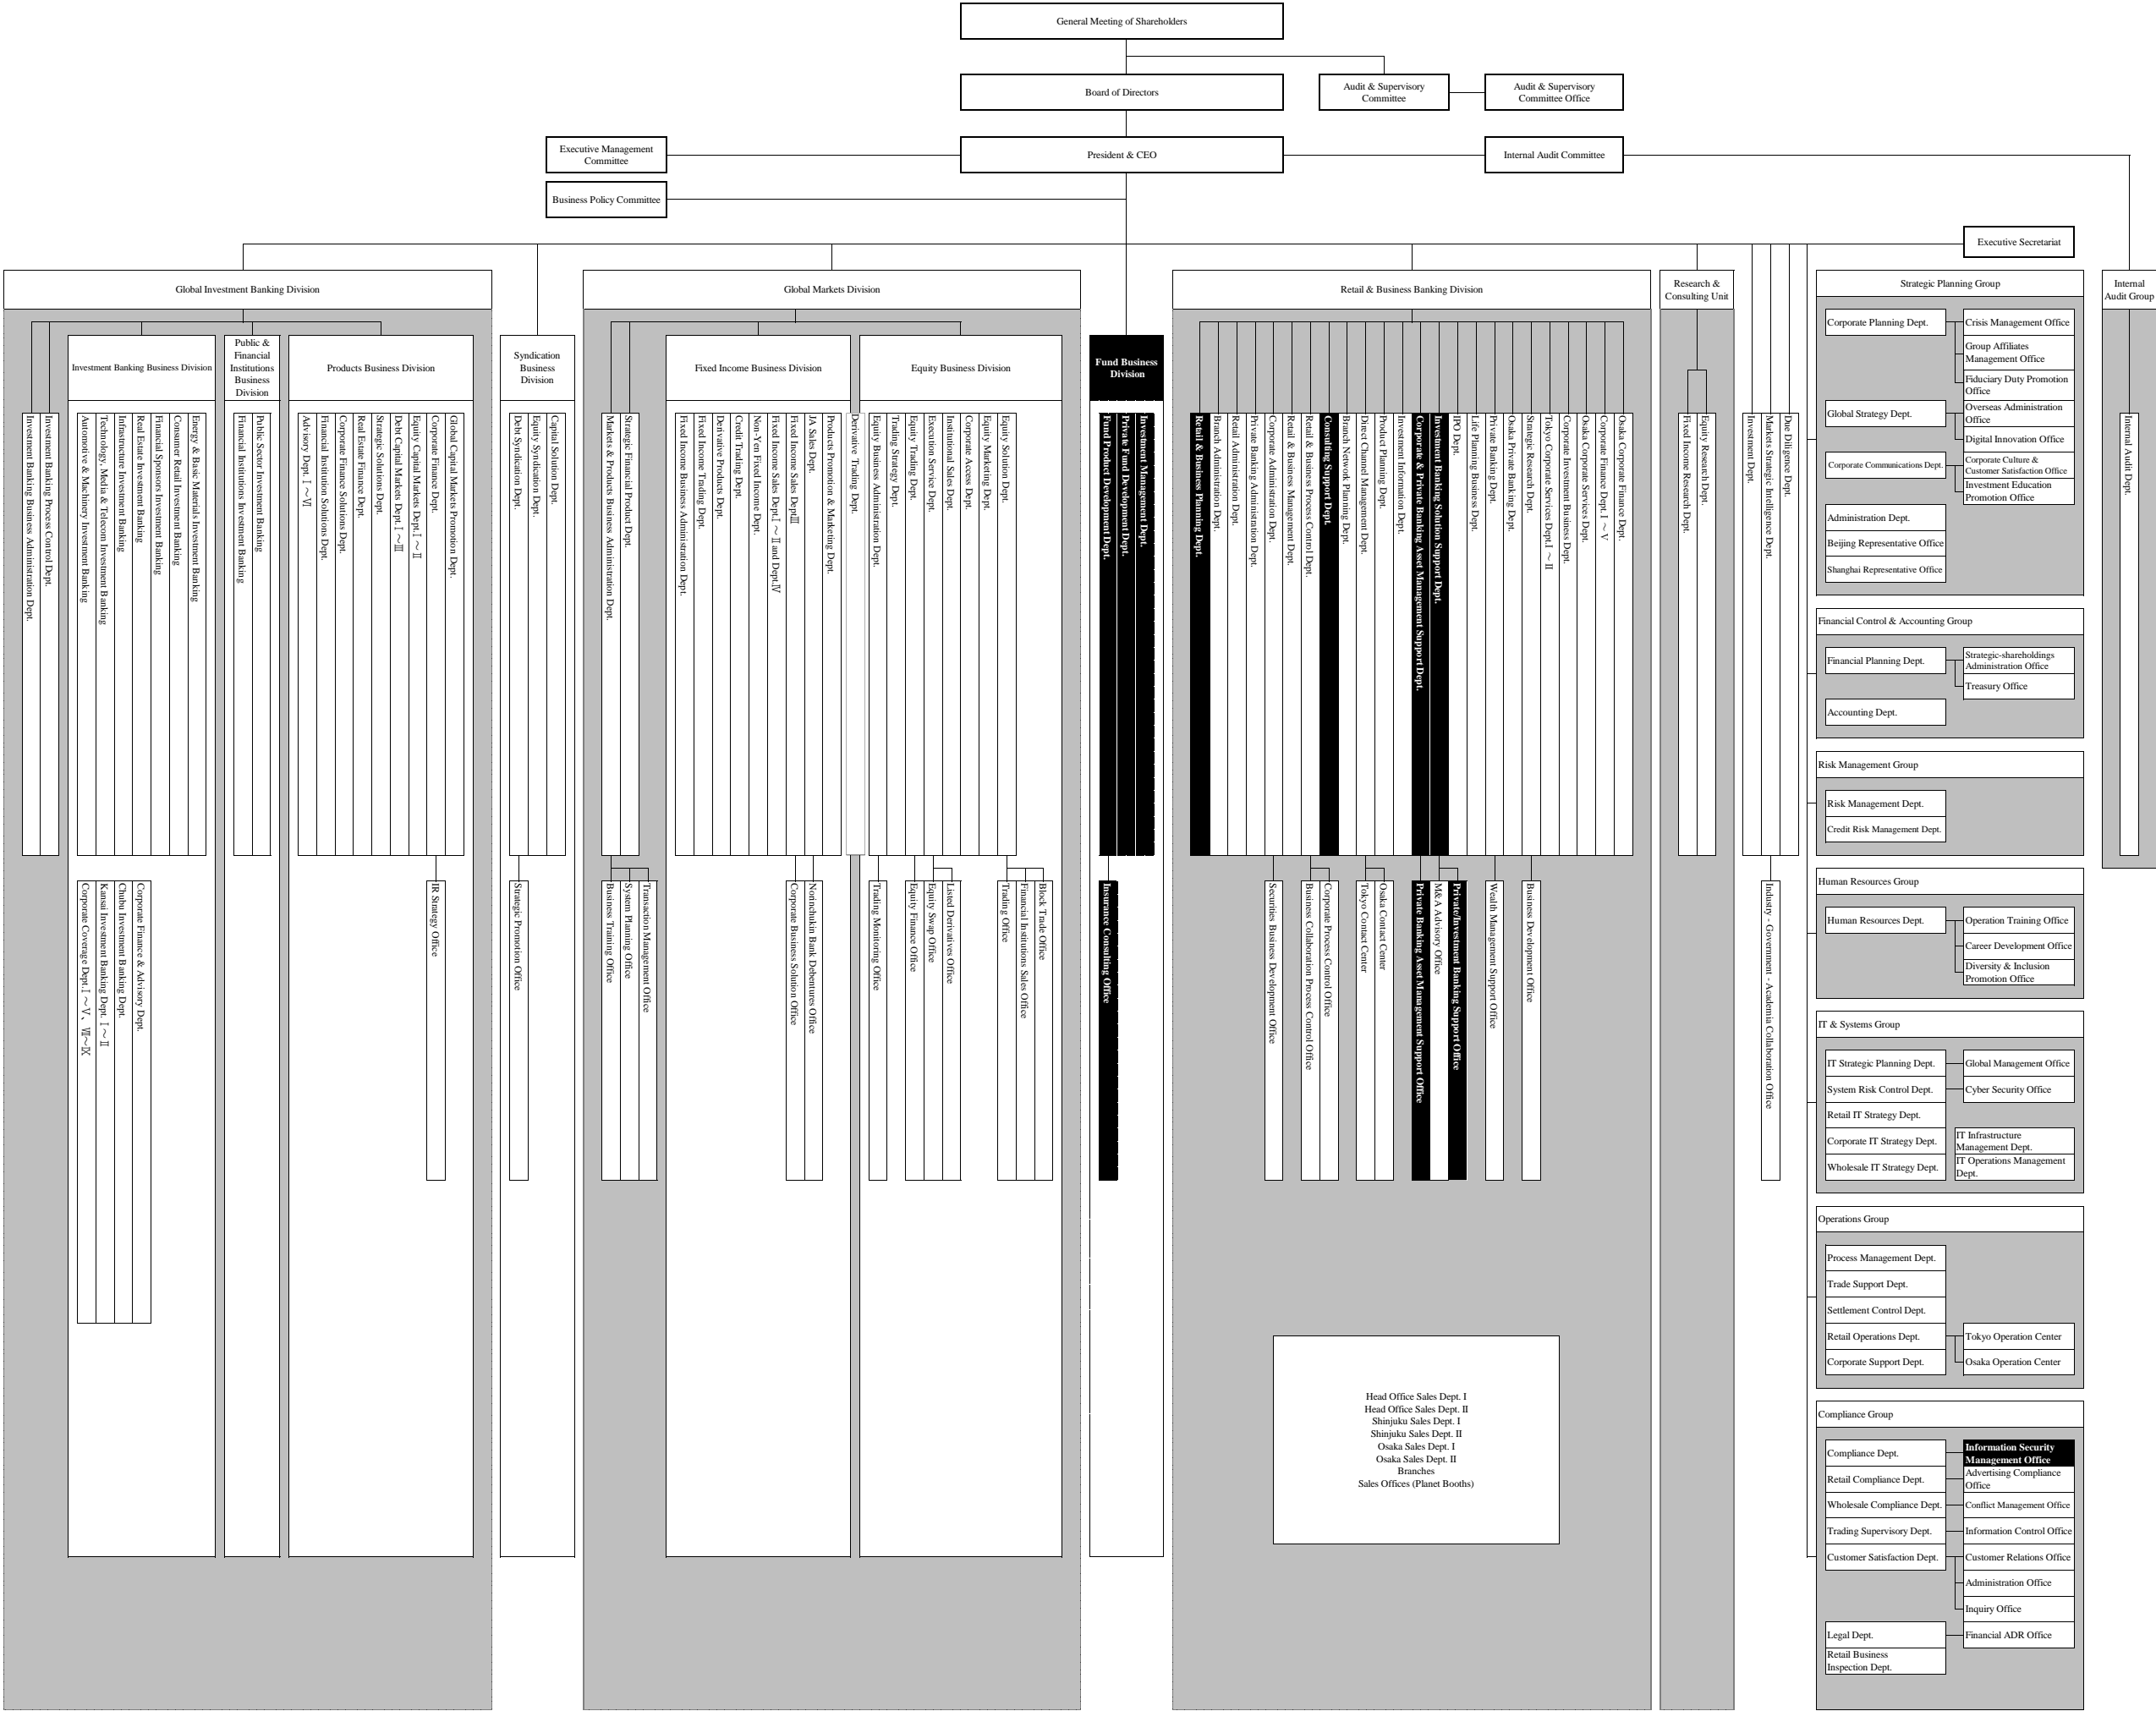 General Meeting of Shareholders
Board of Directors
Audit & Supervisory
Committee
Audit & Supervisory
Committee Office
Executive Management
Committee
President & CEO
Internal Audit Committee
Business Policy Committee
Executive Secretariat
Global Investment Banking Division
Investment Banking Business Administration Dept.
Investment Banking Process Control Dept.
Investment Banking Business Division
Automotive & Machinery Investment Banking
Technology, Media & Telecom Investment Banking
Infrastructure Investment Banking
Real Estate Investment Banking
Financial Sponsors Investment Banking
Consumer Retail Investment Banking
Energy & Basic Materials Investment Banking
Corporate Coverage Dept.Ⅰ～Ⅴ、Ⅶ～Ⅸ
Kansai Investment Banking Dept.Ⅰ～Ⅱ
Chubu Investment Banking Dept.
Corporate Finance & Advisory Dept.
Public &
Financial
Institutions
Business
Division
Financial Institutions Investment Banking
Public Sector Investment Banking
Products Business Division
Advisory Dept.Ⅰ～Ⅵ
Financial Institution Solutions Dept.
Corporate Finance Solutions Dept.
Real Estate Finance Dept.
Strategic Solutions Dept.
Debt Capital Markets Dept.Ⅰ～Ⅲ
Equity Capital Markets Dept.Ⅰ～Ⅱ
Corporate Finance Dept.
Global Capital Markets Promotion Dept.
IR Strategy Office
Syndication
Business
Division
Debt Syndication Dept.
Equity Syndication Dept.
Capital Solution Dept.
Strategic Promotion Office
Global Markets Division
Markets & Products Business Administration Dept.
Strategic Financial Product Dept.
Business Training Office
System Planning Office
Transaction Management Office
Fixed Income Business Division
Fixed Income Business Administration Dept.
Fixed Income Trading Dept.
Derivative Products Dept.
Credit Trading Dept.
Non-Yen Fixed Income Dept.
Fixed Income Sales Dept.Ⅰ～Ⅱ and Dept.Ⅳ
Fixed Income Sales Dept.Ⅲ
JA Sales Dept.
Products Promotion & Marketing Dept.
Corporate Business Solution Office
Norinchukin Bank Debentures Office
Derivative Trading Dept.
Equity Business Division
Equity Business Administration Dept.
Trading Strategy Dept.
Equity Trading Dept.
Execution Service Dept.
Institutional Sales Dept.
Corporate Access Dept.
Equity Marketing Dept.
Equity Solution Dept.
Trading Monitoring Office
Equity Finance Office
Equity Swap Office
Listed Derivatives Office
Trading Office
Financial Institutions Sales Office
Block Trade Office
Fund Business
Division
Fund Product Development Dept.
Private Fund Development Dept.
Investment Management Dept.
Insurance Consulting Office
Retail & Business Banking Division
Retail & Business Planning Dept.
Branch Administration Dept.
Retail Administration Dept.
Private Banking Administration Dept.
Corporate Administration Dept.
Retail & Business Management Dept.
Retail & Business Process Control Dept.
Consulting Support Dept.
Branch Network Planning Dept.
Direct Channel Management Dept.
Product Planning Dept.
Investment Information Dept.
Corporate & Private Banking Asset Management Support Dept.
Investment Banking Solution Support Dept.
IPO Dept.
Life Planning Business Dept.
Private Banking Dept.
Osaka Private Banking Dept.
Strategic Research Dept.
Tokyo Corporate Services Dept.Ⅰ～Ⅱ
Corporate Investment Business Dept.
Osaka Corporate Services Dept.
Corporate Finance Dept.Ⅰ～Ⅴ
Osaka Corporate Finance Dept.
Securities Business Development Office
Business Collaboration Process Control Office
Corporate Process Control Office
Tokyo Contact Center
Osaka Contact Center
Private Banking Asset Management Support Office
M&A Advisory Office
Private/Investment Banking Support Office
Wealth Management Support Office
Business Development Office
Head Office Sales Dept. I
Head Office Sales Dept. II
Shinjuku Sales Dept. I
Shinjuku Sales Dept. II
Osaka Sales Dept. I
Osaka Sales Dept. II
Branches
Sales Offices (Planet Booths)
Research &
Consulting Unit
Fixed Income Research Dept.
Equity Research Dept.
Investment Dept.
Markets Strategic Intelligence Dept.
Due Diligence Dept.
Industry - Government - Academia Collaboration Office
Strategic Planning Group
Corporate Planning Dept.
Crisis Management Office
Group Affiliates
Management Office
Fiduciary Duty Promotion
Office
Global Strategy Dept.
Overseas Administration
Office
Digital Innovation Office
Corporate Communications Dept.
Corporate Culture &
Customer Satisfaction Office
Investment Education
Promotion Office
Administration Dept.
Beijing Representative Office
Shanghai Representative Office
Financial Control & Accounting Group
Financial Planning Dept.
Strategic-shareholdings
Administration Office
Treasury Office
Accounting Dept.
Risk Management Group
Risk Management Dept.
Credit Risk Management Dept.
Human Resources Group
Human Resources Dept.
Operation Training Office
Career Development Office
Diversity & Inclusion
Promotion Office
IT & Systems Group
IT Strategic Planning Dept.
Global Management Office
System Risk Control Dept.
Cyber Security Office
Retail IT Strategy Dept.
Corporate IT Strategy Dept.
IT Infrastructure
Management Dept.
Wholesale IT Strategy Dept.
IT Operations Management
Dept.
Operations Group
Process Management Dept.
Trade Support Dept.
Settlement Control Dept.
Retail Operations Dept.
Tokyo Operation Center
Corporate Support Dept.
Osaka Operation Center
Compliance Group
Compliance Dept.
Information Security
Management Office
Retail Compliance Dept.
Advertising Compliance
Office
Wholesale Compliance Dept.
Conflict Management Office
Trading Supervisory Dept.
Information Control Office
Customer Satisfaction Dept.
Customer Relations Office
Administration Office
Inquiry Office
Legal Dept.
Financial ADR Office
Retail Business
Inspection Dept.
Internal
Audit Group
Internal Audit Dept.